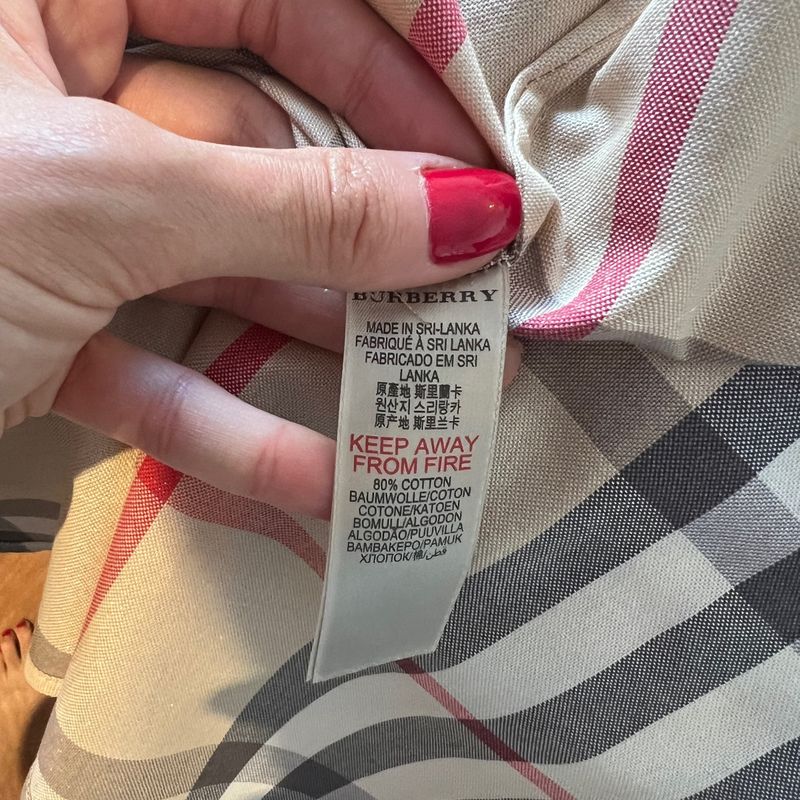 BURBERRY
MADE IN SRI-LANKA
FABRIQUÉ À SRI LANKA
FABRICADO EM SRI
LANKA
原產地 斯里蘭卡
원산지 스리랑카
原产地 斯里兰卡
KEEP AWAY
FROM FIRE
80% COTTON
BAUMWOLLE/COTON
COTONE/KATOEN
BOMULL/ALGODON
ALGODÃO/PUUVILLA
BAMBAKEPO/PAMUK
ХЛОПОК/棉/قطن